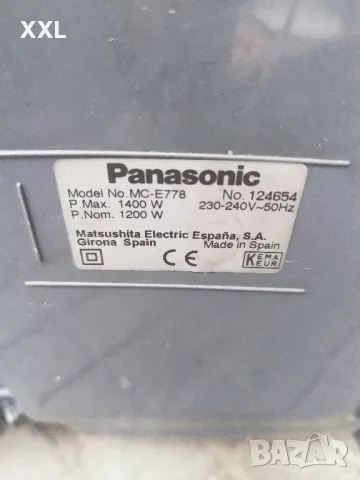 XXL
Panasonic
Model No. MC-E778 No. 124654
P.Max. 1400 W 230-240V~50Hz
P.Nom. 1200 W
Matsushita Electric España, S.A.
Girona Spain Made in Spain
CE
KEMA
KEUR
BAZAR.bg